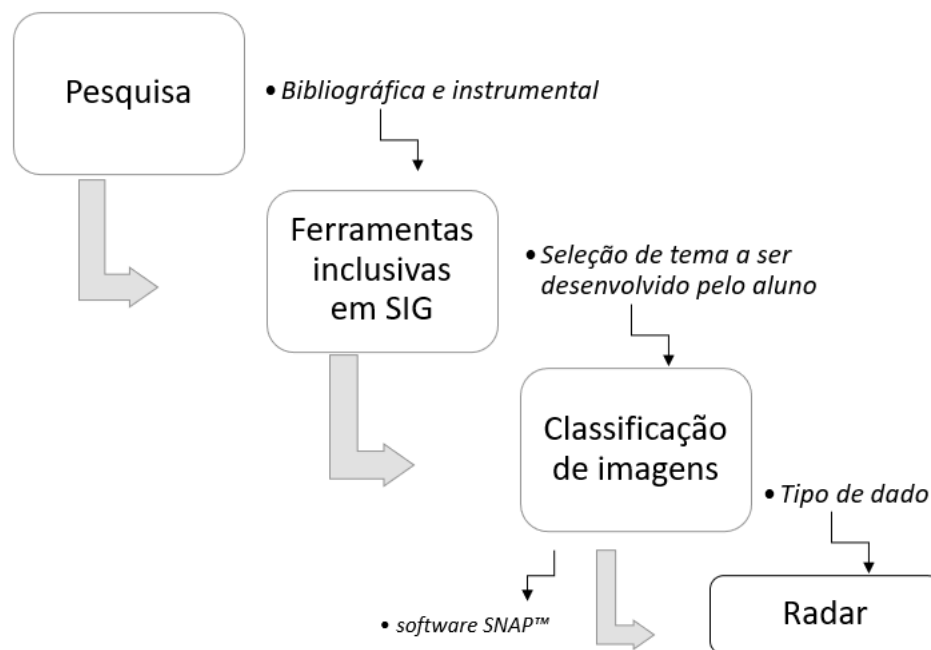 Pesquisa
• Bibliográfica e instrumental
Ferramentas
inclusivas
em SIG
• Seleção de tema a ser
desenvolvido pelo aluno
Classificação
de imagens
• Tipo de dado
• software SNAP™
Radar